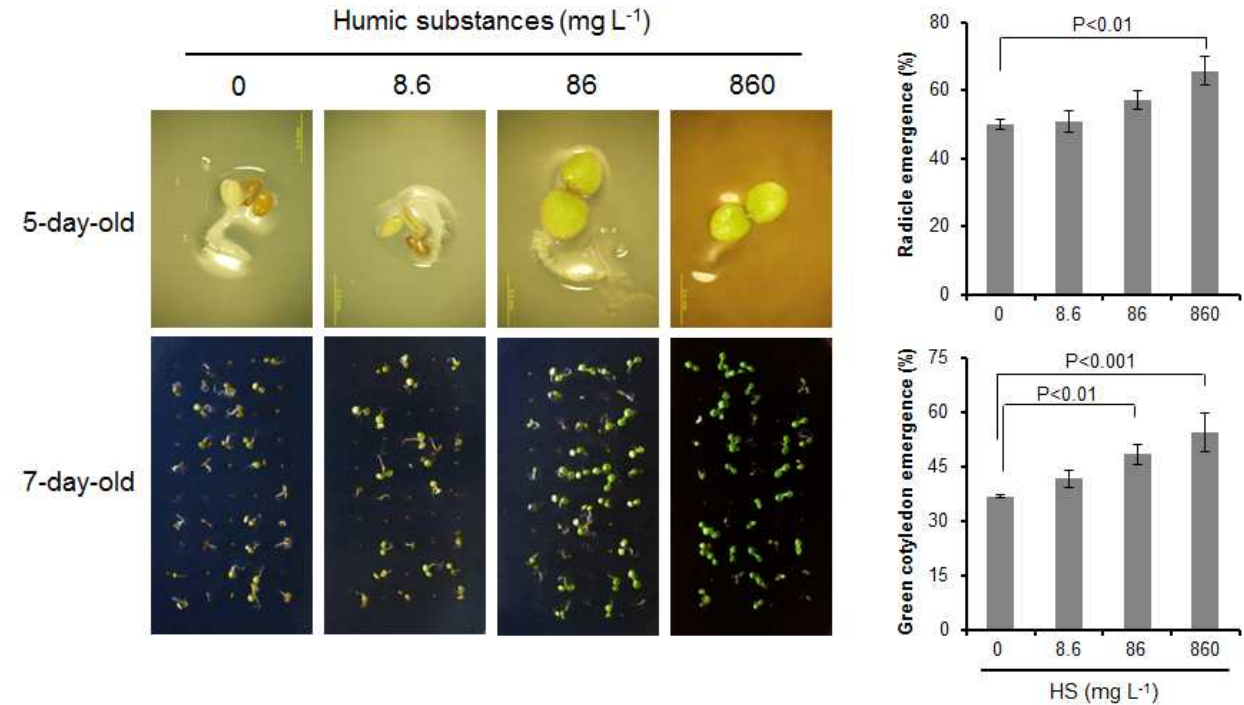 Humic substances (mg L-1)
0 8.6 86 860
5-day-old
7-day-old
Radicle emergence (%)
80
60
40
20
0
P<0.01
0 8.6 86 860
Green cotyledon emergence (%)
75
60
45
30
15
0
P<0.001
P<0.01
0 8.6 86 860
HS (mg L-1)